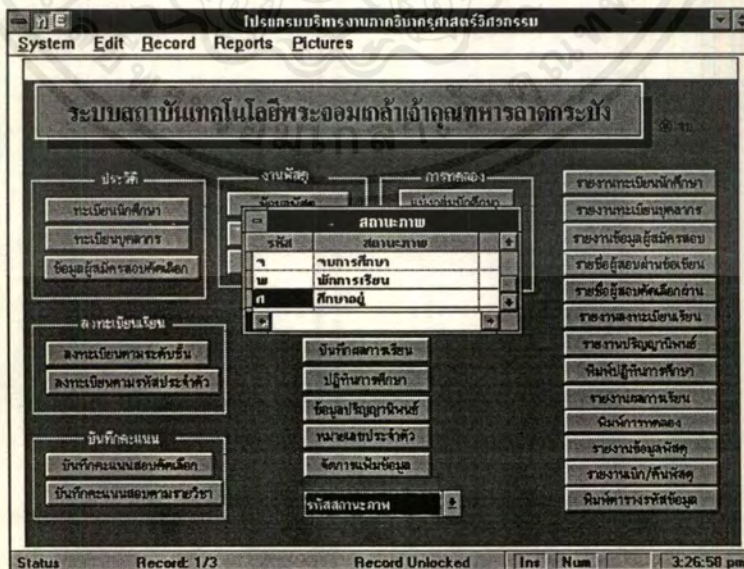 โปรแกรมบริหารงานภาควิชาครุศาสตร์วิศวกรรม
System Edit Record Reports Pictures
ระบบสถาบันเทคโนโลยีพระจอมเกล้าเจ้าคุณทหารลาดกระบัง
ประวัติ
ทะเบียนนักศึกษา
ทะเบียนบุคลากร
ข้อมูลผู้สมัครสอบคัดเลือก
ลงทะเบียนเรียน
ลงทะเบียนตามระดับชั้น
ลงทะเบียนตามรหัสประจำตัว
บันทึกคะแนน
บันทึกคะแนนสอบคัดเลือก
บันทึกคะแนนสอบตามรายวิชา
งานพัสดุ
ข้อมูลพัสดุ
การทดลอง
แบ่งกลุ่มนักศึกษา
สถานะภาพ
รหัส สถานะภาพ
จ จบการศึกษา
พ พักการเรียน
ศ ศึกษาอยู่
บันทึกผลการเรียน
ปฏิทินการศึกษา
ข้อมูลปริญญานิพนธ์
หมายเลขประจำตัว
จัดการแฟ้มข้อมูล
รหัสสถานะภาพ
รายงานทะเบียนนักศึกษา
รายงานทะเบียนบุคลากร
รายงานข้อมูลผู้สมัครสอบ
รายชื่อผู้สอบผ่านข้อเขียน
รายชื่อผู้สอบคัดเลือกผ่าน
รายงานลงทะเบียนเรียน
รายงานปริญญานิพนธ์
พิมพ์ปฏิทินการศึกษา
รายงานผลการเรียน
พิมพ์การทดลอง
รายงานข้อมูลพัสดุ
รายงานเบิก/คืนพัสดุ
พิมพ์ตารางรหัสข้อมูล
Status Record: 1/3 Record Unlocked Ins Num 3:26:58 pm